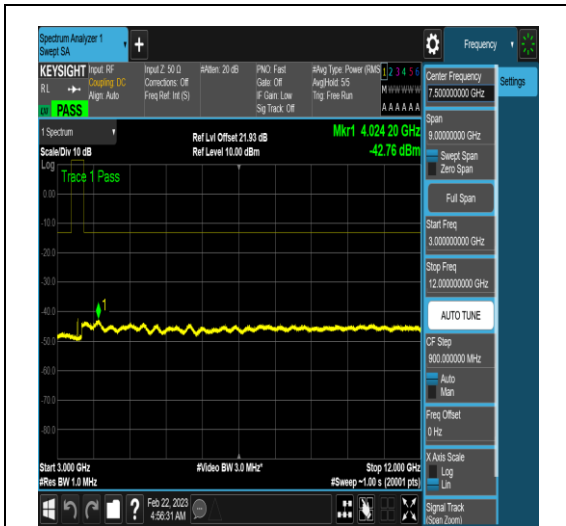 Spectrum Analyzer 1
Swept SA
+
Frequency
KEYSIGHT
RL
PASS
Input: RF
Coupling: DC
Align: Auto
Input Z: 50 Ω
Corrections: Off
Freq Ref: Int (S)
#Atten: 20 dB
PNO: Fast
Gate: Off
IF Gain: Low
Sig Track: Off
#Avg Type: Power (RMS
Avg|Hold: 5/5
Trig: Free Run
1 2 3 4 5 6
M W W W W W
A A A A A A
Settings
Center Frequency
7.500000000 GHz
Span
9.00000000 GHz
Swept Span
Zero Span
Full Span
Start Freq
3.000000000 GHz
Stop Freq
12.000000000 GHz
AUTO TUNE
CF Step
900.000000 MHz
Auto
Man
Freq Offset
0 Hz
X Axis Scale
Log
Lin
Signal Track
(Span Zoom)
1 Spectrum
Scale/Div 10 dB
Ref Lvl Offset 21.93 dB
Ref Level 10.00 dBm
Mkr1 4.024 20 GHz
-42.76 dBm
Log
Trace 1 Pass
0.00
-10.0
-20.0
-30.0
-40.0
-50.0
-60.0
-70.0
-80.0
1
Start 3.000 GHz
#Res BW 1.0 MHz
#Video BW 3.0 MHz*
Stop 12.000 GHz
#Sweep ~1.00 s (20001 pts)
?
Feb 22, 2023
4:56:31 AM